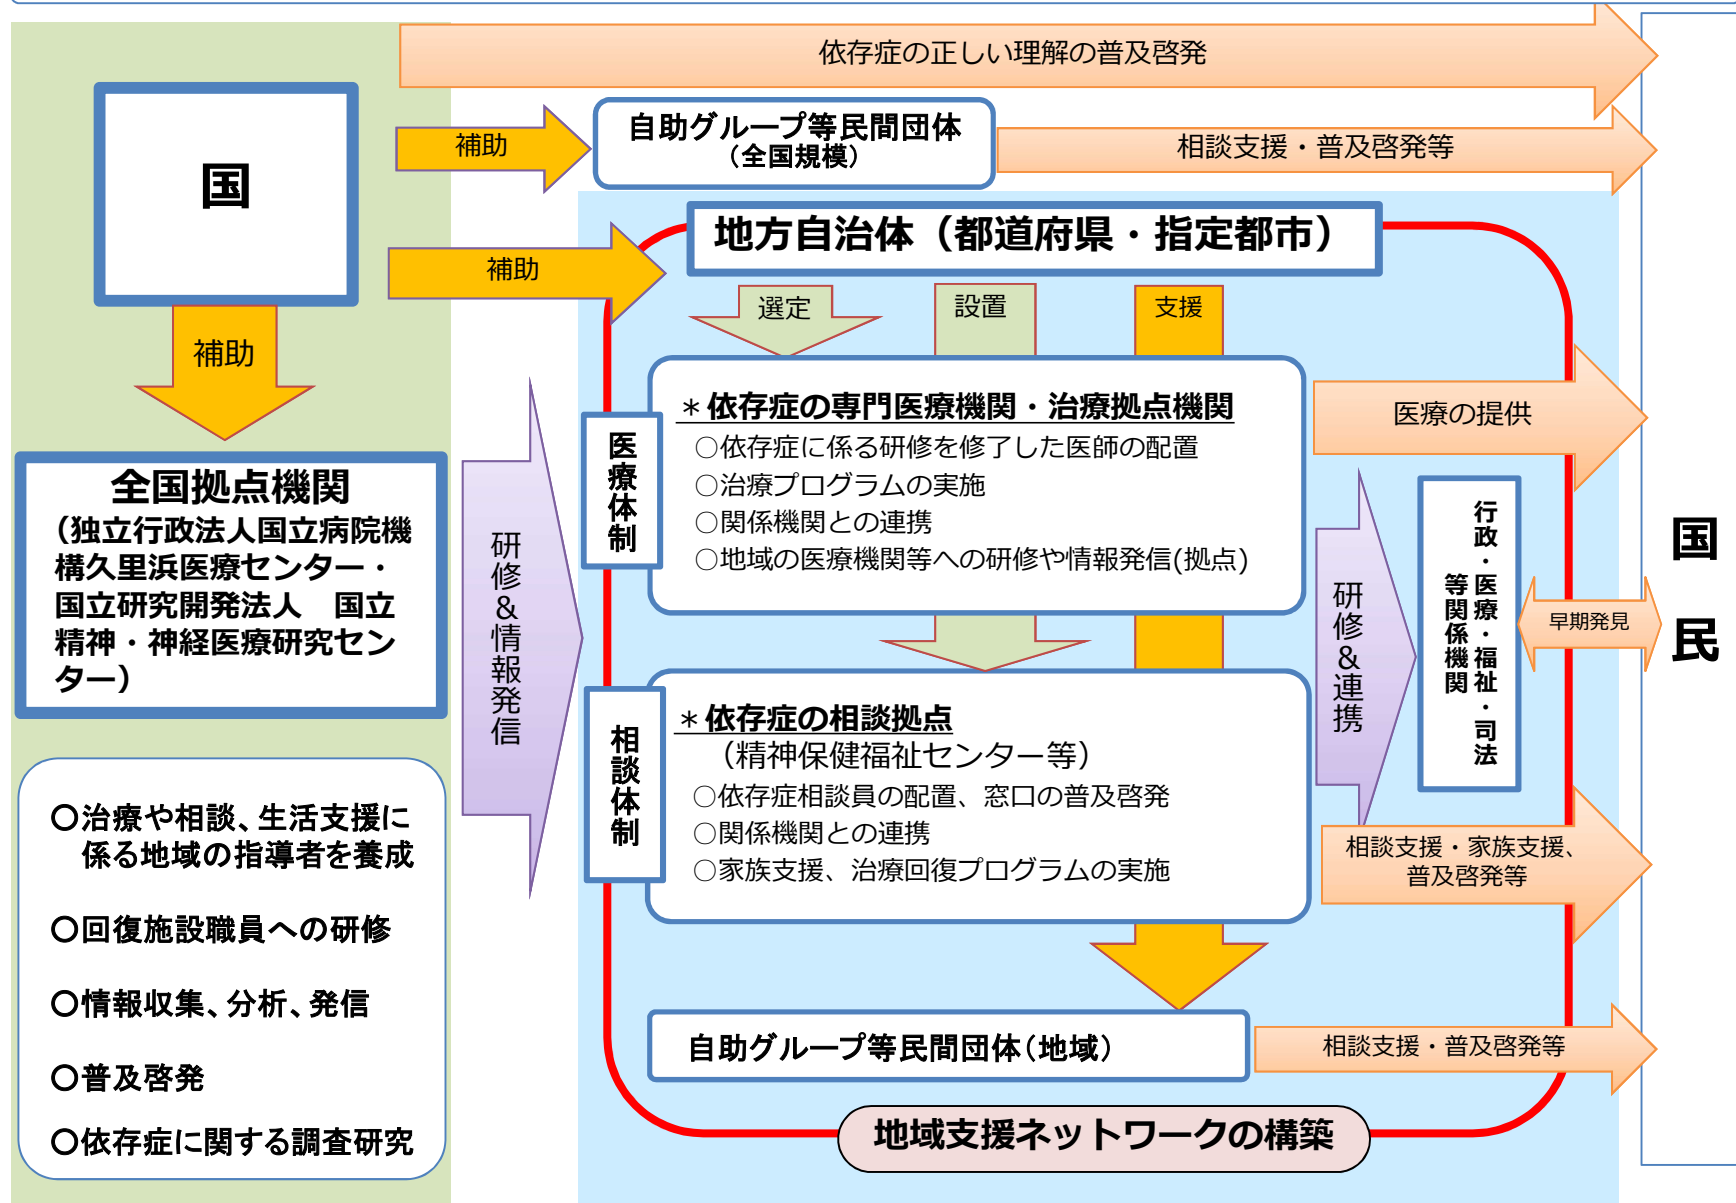 依存症の正しい理解の普及啓発
国
補助
自助グループ等民間団体
（全国規模）
相談支援・普及啓発等
補助
地方自治体（都道府県・指定都市）
選定
設置
支援
補助
全国拠点機関
（独立行政法人国立病院機
構久里浜医療センター・
国立研究開発法人　国立
精神・神経医療研究セン
ター）
研修&情報発信
医療体制
＊依存症の専門医療機関・治療拠点機関
○依存症に係る研修を修了した医師の配置
○治療プログラムの実施
○関係機関との連携
○地域の医療機関等への研修や情報発信(拠点)
医療の提供
研修&連携
行政・医療・福祉・司法
等関係機関
早期発見
国民
相談体制
＊依存症の相談拠点
（精神保健福祉センター等）
○依存症相談員の配置、窓口の普及啓発
○関係機関との連携
○家族支援、治療回復プログラムの実施
相談支援・家族支援、
普及啓発等
〇治療や相談、生活支援に
係る地域の指導者を養成
〇回復施設職員への研修
〇情報収集、分析、発信
〇普及啓発
〇依存症に関する調査研究
自助グループ等民間団体（地域）
相談支援・普及啓発等
地域支援ネットワークの構築